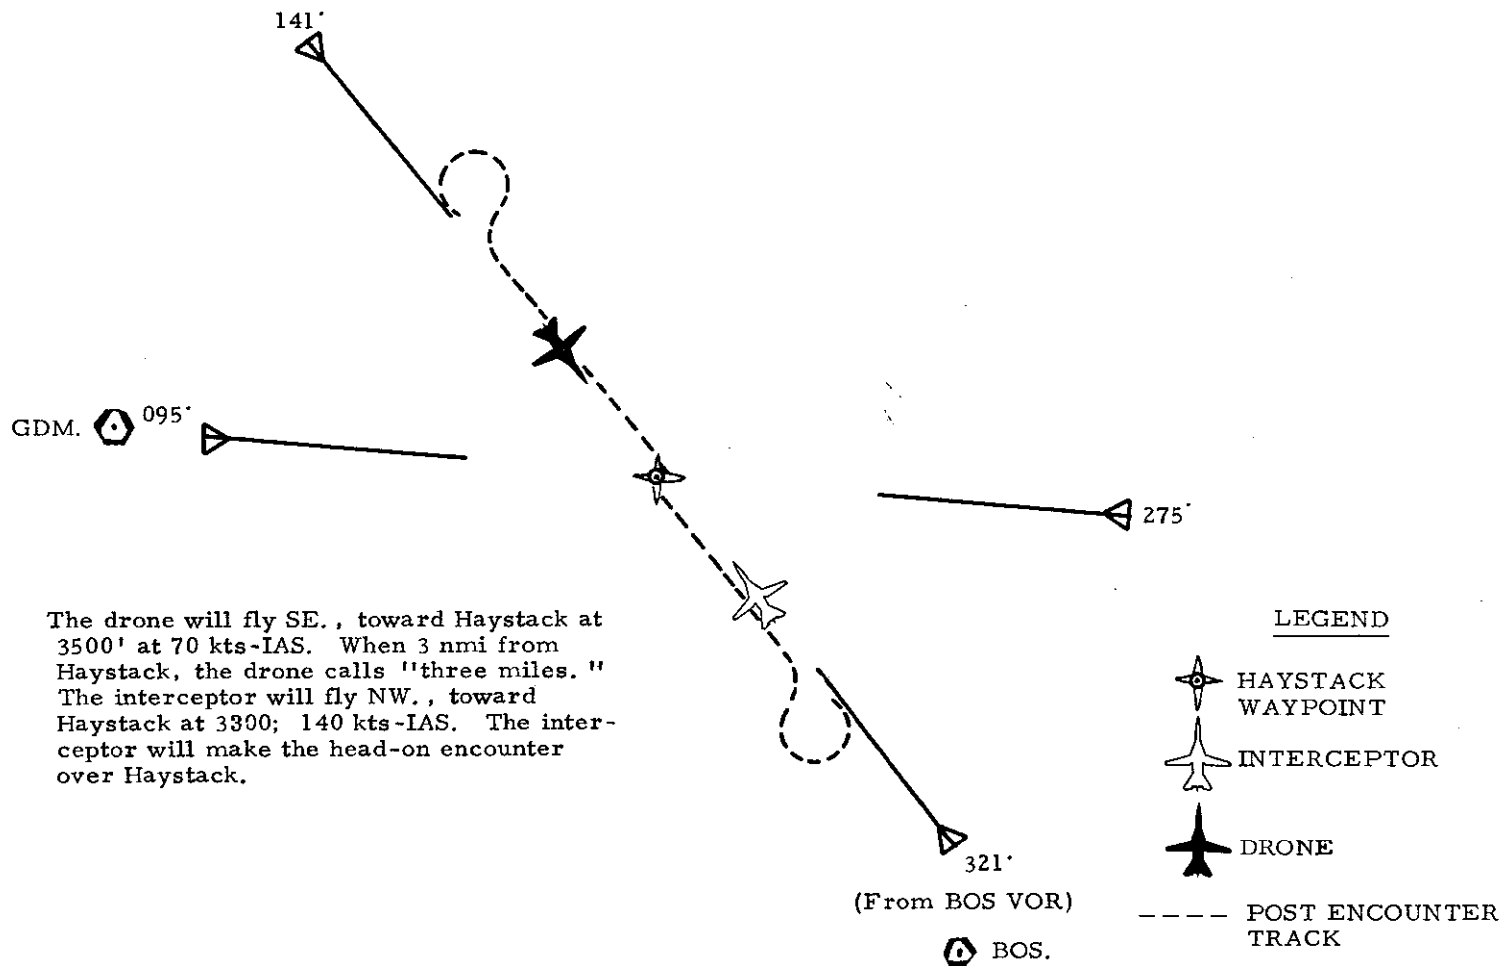 141°
GDM.
095°
275°
The drone will fly SE., toward Haystack at
3500' at 70 kts-IAS. When 3 nmi from
Haystack, the drone calls "three miles."
The interceptor will fly NW., toward
Haystack at 3300; 140 kts-IAS. The inter-
ceptor will make the head-on encounter
over Haystack.
LEGEND
HAYSTACK
WAYPOINT
INTERCEPTOR
DRONE
POST ENCOUNTER
TRACK
321°
(From BOS VOR)
BOS.